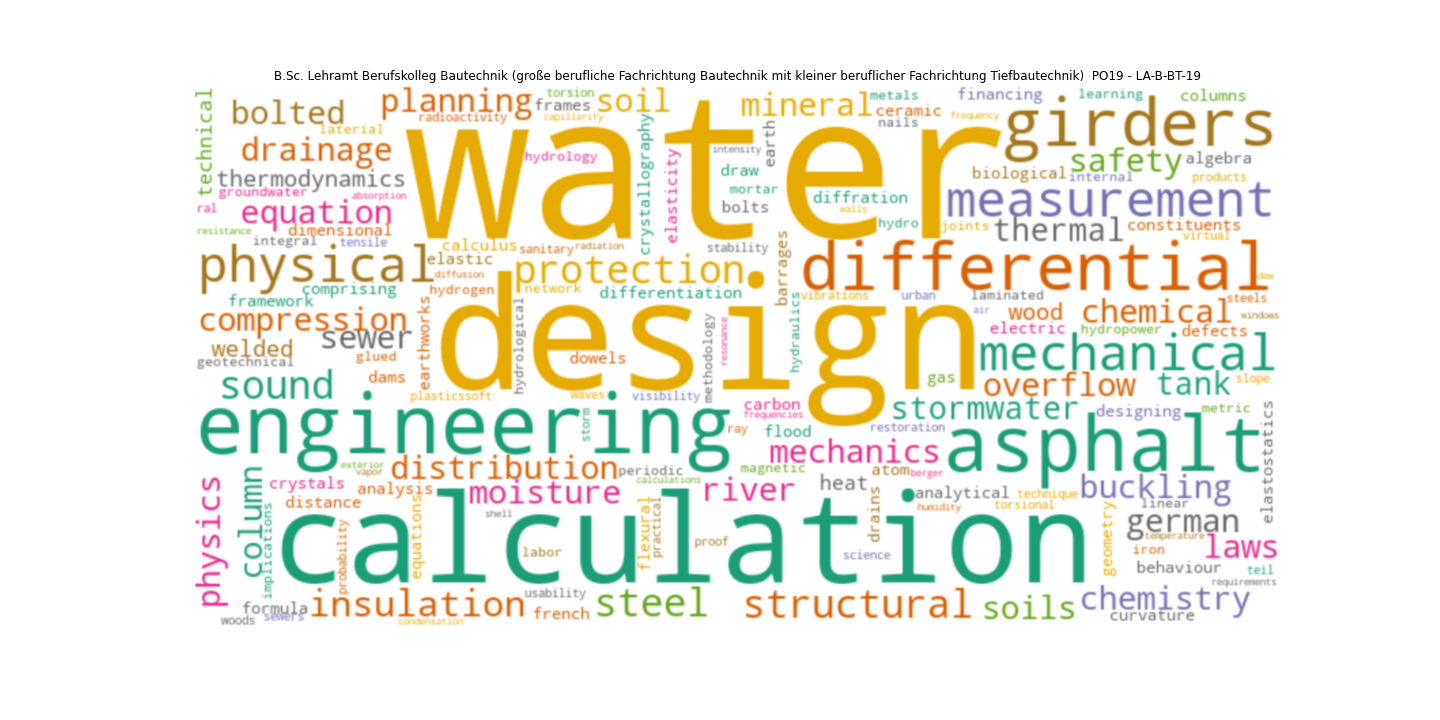 B.Sc. Lehramt Berufskolleg Bautechnik (große berufliche Fachrichtung Bautechnik mit kleiner beruflicher Fachrichtung Tiefbautechnik)  PO19 - LA-B-BT-19
technical
bolted
planning
torsion
frames
soil
mineral
metals
financing
learning
columns
laterial
radioactivity
capillarity
ceramic
nails
frequency
girders
drainage
water
hydrology
crystallography
elasticity
intensity
earth
draw
biological
internal
safety
algebra
products
thermodynamics
groundwater
absorption
mortar
bolts
diffration
walls
measurement
ral
equation
dimensional
hydro
joints
thermal
constituents
virtual
resistance
integral
tensile
calculus
sanitary
radiation
stability
barrages
physical
elastic
diffusion
protection
differential
dew
comprising
framework
hydrogen
network
differentiation
hydraulics
vibrations
urban
laminated
steels
windows
air
compression
sewer
earthworks
hydrological
design
methodology
resonance
wood
chemical
electric
hydropower
defects
welded
geotechnical
glued
dams
dowels
mechanical
sound
gas
overflow
tank
slope
plasticssoft
waves
visibility
engineering
storm
carbon
frequencies
ray
flood
stormwater
restoration
designing
metric
asphalt
elastostatics
mechanics
distribution
periodic
magnetic
calculations
atom
berger
exterior
vapor
physics
column
crystals
distance
analysis
moisture
river
heat
analytical
technique
buckling
humidity
torsional
linear
shell
drains
german
implications
probability
equations
calculation
flexural
practical
proof
labor
science
geometry
temperature
iron
laws
behaviour
teil
requirements
usability
formula
woods
sewers
insulation
condensation
french
steel
structural
soils
chemistry
curvature